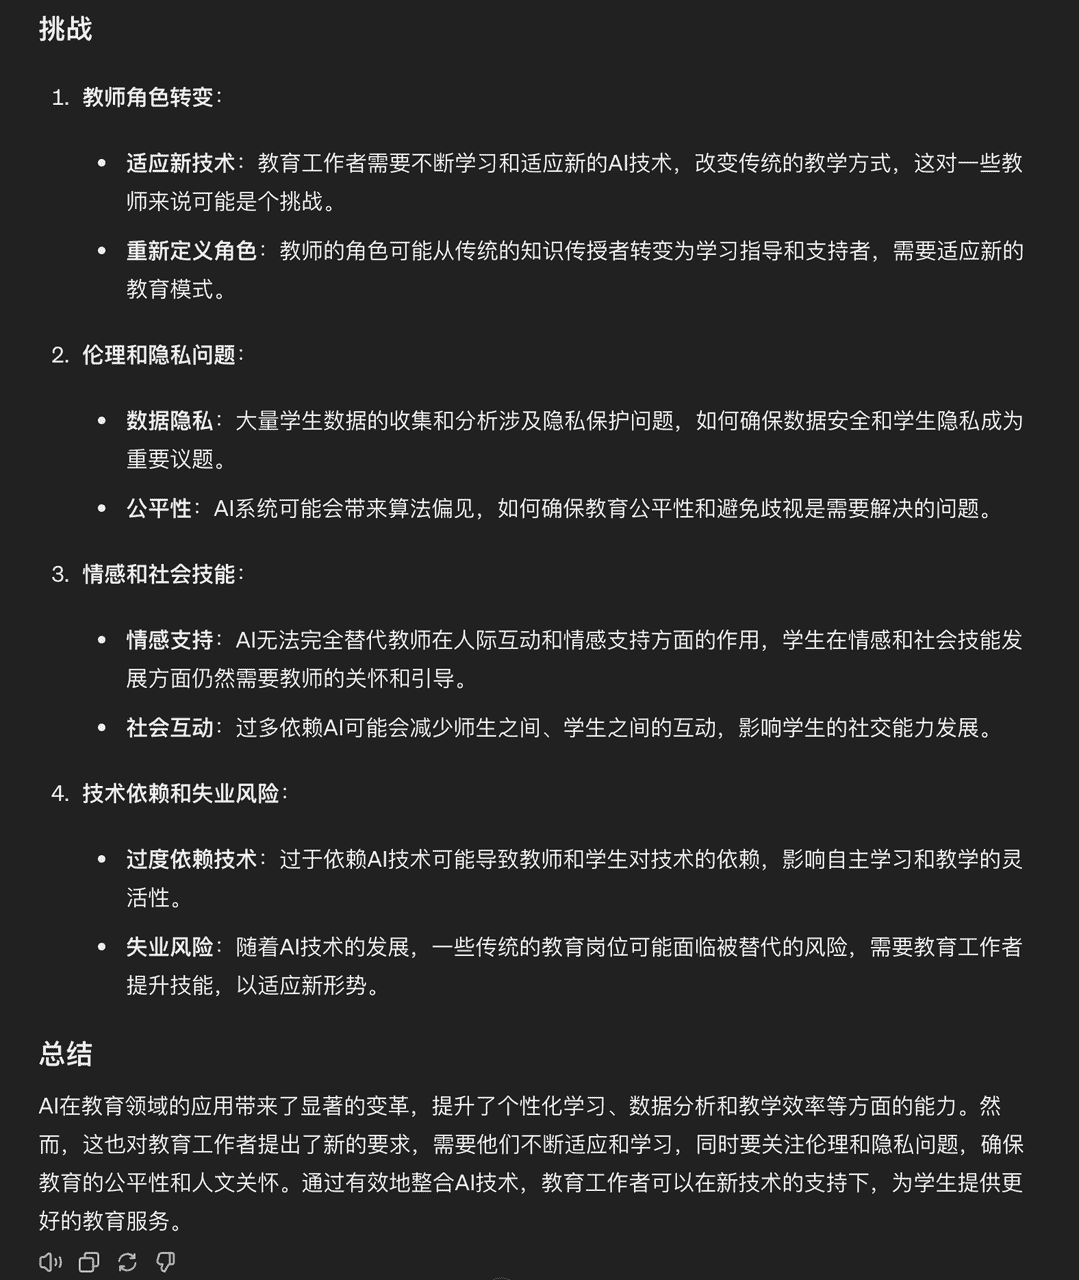 挑战
1. 教师角色转变：
• 适应新技术：教育工作者需要不断学习和适应新的AI技术，改变传统的教学方式，这对一些教
师来说可能是个挑战。
• 重新定义角色：教师的角色可能从传统的知识传授者转变为学习指导和支持者，需要适应新的
教育模式。
2. 伦理和隐私问题：
• 数据隐私：大量学生数据的收集和分析涉及隐私保护问题，如何确保数据安全和学生隐私成为
重要议题。
• 公平性：AI系统可能会带来算法偏见，如何确保教育公平性和避免歧视是需要解决的问题。
3. 情感和社会技能：
• 情感支持：AI无法完全替代教师在人际互动和情感支持方面的作用，学生在情感和社会技能发
展方面仍然需要教师的关怀和引导。
• 社会互动：过多依赖AI可能会减少师生之间、学生之间的互动，影响学生的社交能力发展。
4. 技术依赖和失业风险：
• 过度依赖技术：过于依赖AI技术可能导致教师和学生对技术的依赖，影响自主学习和教学的灵
活性。
• 失业风险：随着AI技术的发展，一些传统的教育岗位可能面临被替代的风险，需要教育工作者
提升技能，以适应新形势。
总结
AI在教育领域的应用带来了显著的变革，提升了个性化学习、数据分析和教学效率等方面的能力。然
而，这也对教育工作者提出了新的要求，需要他们不断适应和学习，同时要关注伦理和隐私问题，确保
教育的公平性和人文关怀。通过有效地整合AI技术，教育工作者可以在新技术的支持下，为学生提供更
好的教育服务。